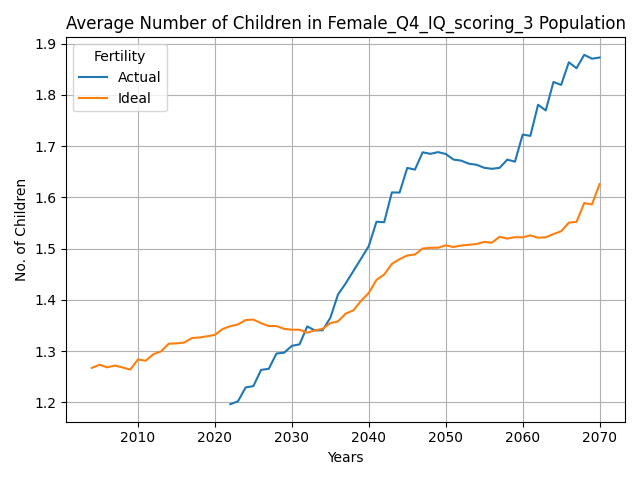 Average Number of Children in Female_Q4_IQ_scoring_3 Population
Fertility
Actual
Ideal
No. of Children
1.9
1.8
1.7
1.6
1.5
1.4
1.3
1.2
2010 2020 2030 2040 2050 2060 2070
Years